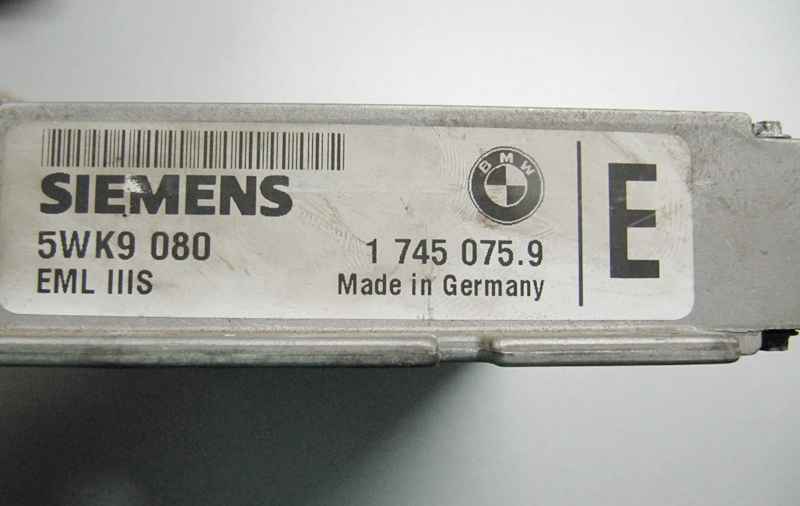 SIEMENS
BMW
5WK9 080
1 745 075.9
EML IIIS
Made in Germany
E